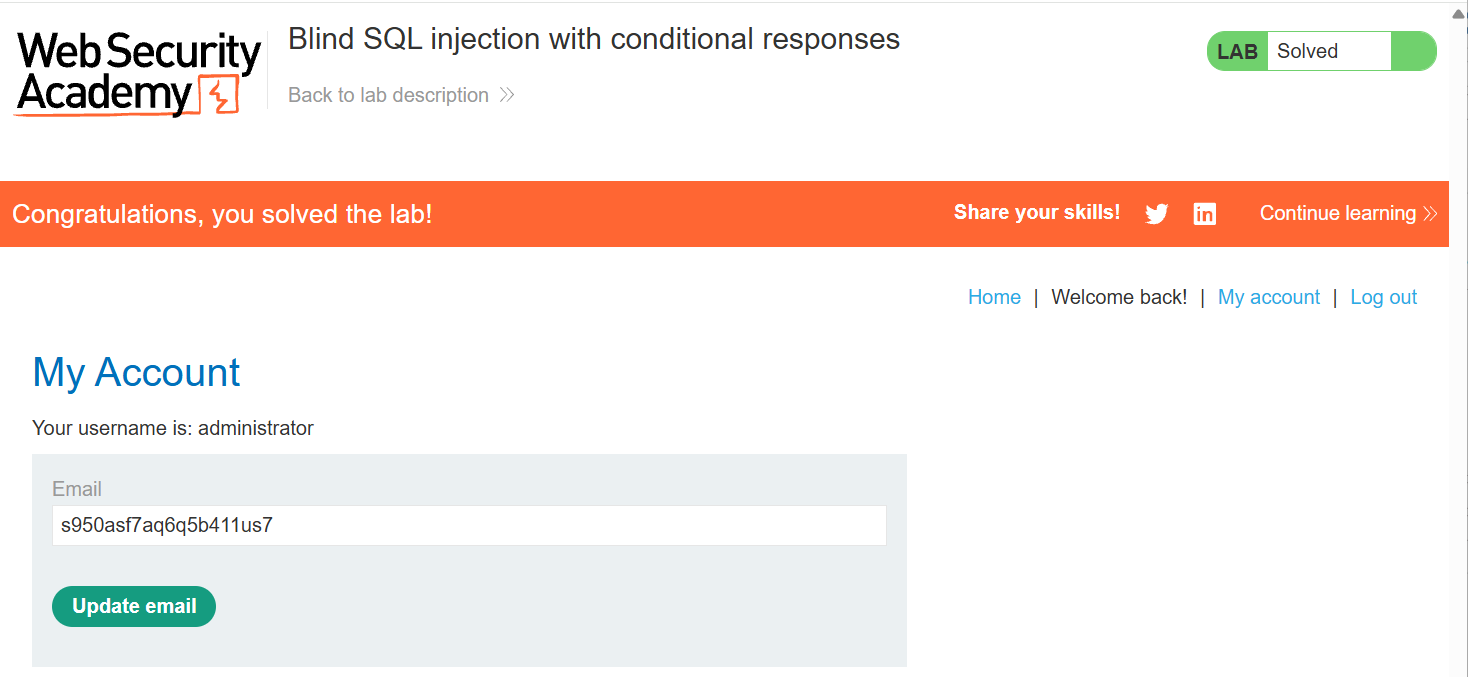 Web Security
Academy
Blind SQL injection with conditional responses
Back to lab description
LAB Solved
Congratulations, you solved the lab!
Share your skills!
Continue learning
Home | Welcome back! | My account | Log out
My Account
Your username is: administrator
Email
s950asf7aq6q5b411us7
Update email